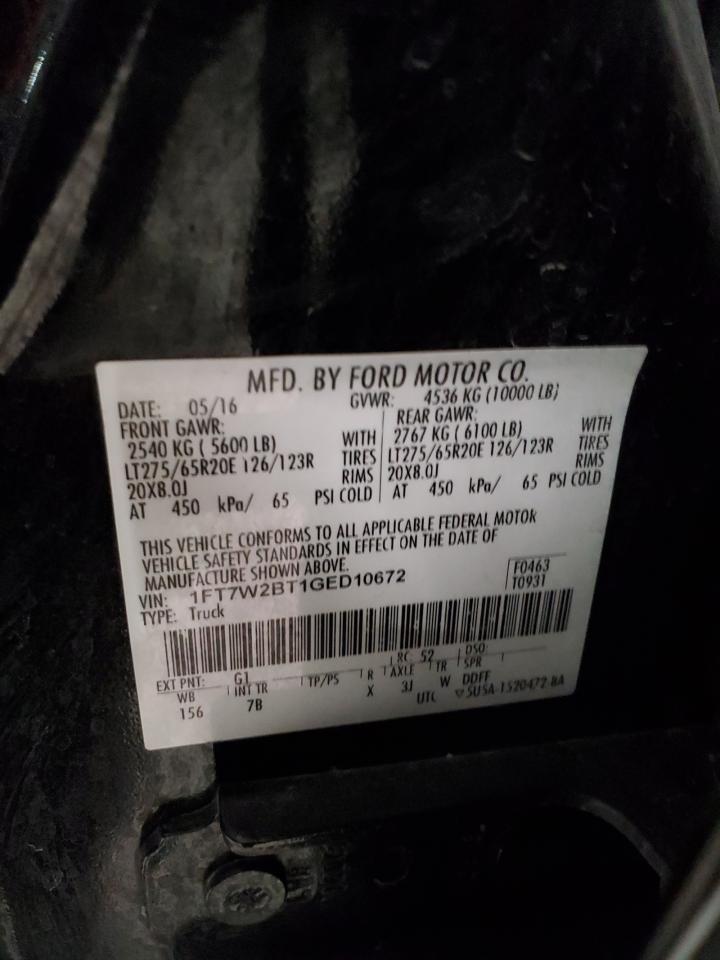 MFD. BY FORD MOTOR CO.
DATE: 05/16 GVWR: 4536 KG (10000 LB)
FRONT GAWR: REAR GAWR:
2540 KG ( 5600 LB) WITH 2767 KG ( 6100 LB) WITH
LT275/65R20E 126/123R TIRES LT275/65R20E 126/123R TIRES
20X8.0J RIMS 20X8.0J RIMS
AT 450 kPa/ 65 PSI COLD AT 450 kPa/ 65 PSI COLD
THIS VEHICLE CONFORMS TO ALL APPLICABLE FEDERAL MOTOR
VEHICLE SAFETY STANDARDS IN EFFECT ON THE DATE OF
MANUFACTURE SHOWN ABOVE.
VIN: 1FT7W2BT1GED10672 F0463
TYPE: Truck T0931
EXT PNT: G1 RC: 52 DSO:
WB INT TR TP/PS R AXLE TR SPR
156 7B X 3J W DDFF
UTC 5U5A-1520472-BA